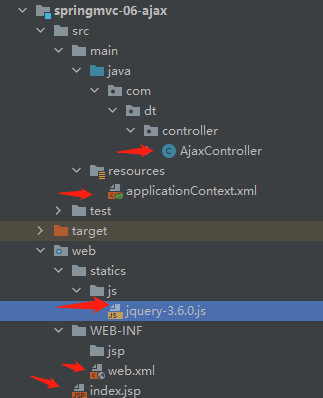 springmvc-06-ajax
src
main
java
com
dt
controller
AjaxController
resources
applicationContext.xml
test
target
web
statics
js
jquery-3.6.0.js
WEB-INF
jsp
web.xml
index.jsp